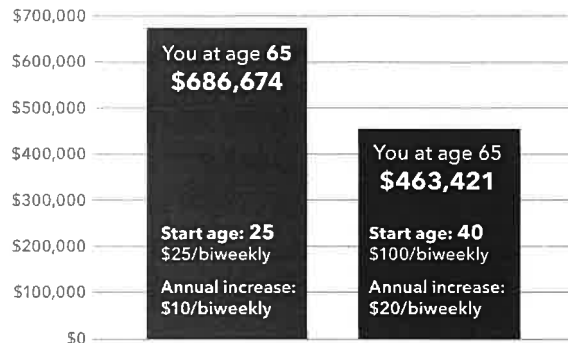 $700,000
$600,000
$500,000
$400,000
$300,000
$200,000
$100,000
$0
You at age 65
$686,674
Start age: 25
$25/biweekly
Annual increase:
$10/biweekly
You at age 65
$463,421
Start age: 40
$100/biweekly
Annual increase:
$20/biweekly